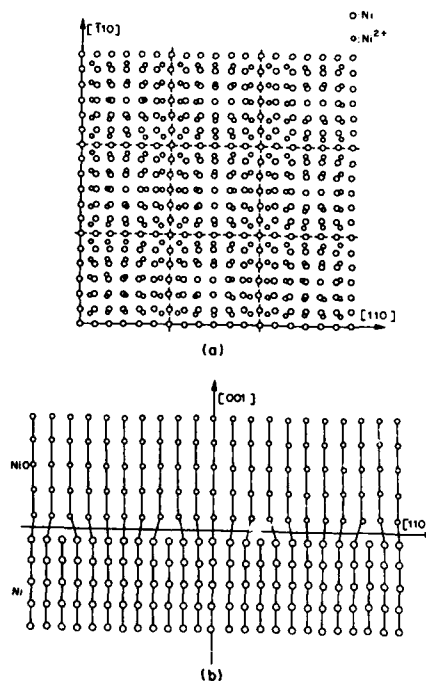 ○ Ni
○: Ni²⁺
[1̄10]
[110]
(a)
[001]
NiO
[110]
Ni
(b)